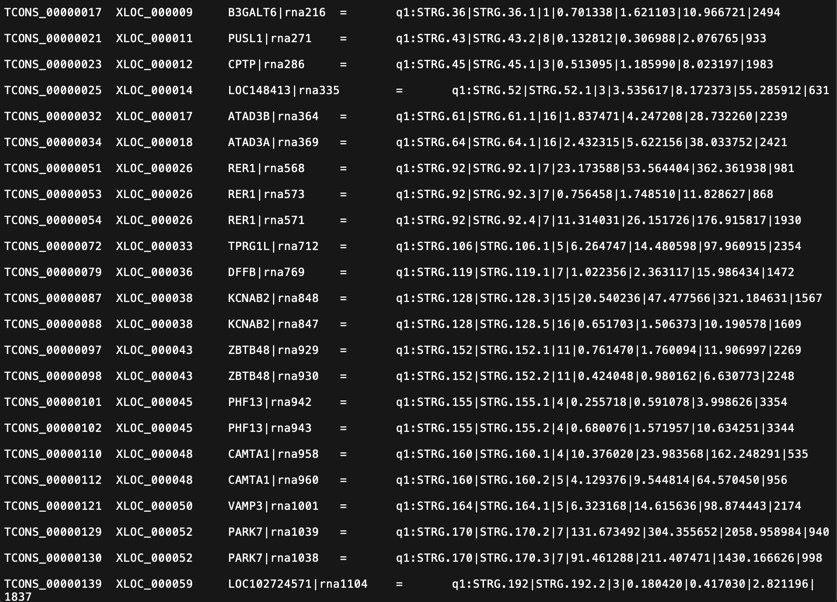 TCONS_00000017 XLOC_000009 B3GALT6|rna216 = q1:STRG.36|STRG.36.1|1|0.701338|1.621103|10.966721|2494
TCONS_00000021 XLOC_000011 PUSL1|rna271 = q1:STRG.43|STRG.43.2|8|0.132812|0.306988|2.076765|933
TCONS_00000023 XLOC_000012 CPTP|rna286 = q1:STRG.45|STRG.45.1|3|0.513095|1.185990|8.023197|1983
TCONS_00000025 XLOC_000014 LOC148413|rna335 = q1:STRG.52|STRG.52.1|3|3.535617|8.172373|55.285912|631
TCONS_00000032 XLOC_000017 ATAD3B|rna364 = q1:STRG.61|STRG.61.1|16|1.837471|4.247208|28.732260|2239
TCONS_00000034 XLOC_000018 ATAD3A|rna369 = q1:STRG.64|STRG.64.1|16|2.432315|5.622156|38.033752|2421
TCONS_00000051 XLOC_000026 RER1|rna568 = q1:STRG.92|STRG.92.1|7|23.173588|53.564404|362.361938|981
TCONS_00000053 XLOC_000026 RER1|rna573 = q1:STRG.92|STRG.92.3|7|0.756458|1.748510|11.828627|868
TCONS_00000054 XLOC_000026 RER1|rna571 = q1:STRG.92|STRG.92.4|7|11.314031|26.151726|176.915817|1930
TCONS_00000072 XLOC_000033 TPRG1L|rna712 = q1:STRG.106|STRG.106.1|5|6.264747|14.480598|97.960915|2354
TCONS_00000079 XLOC_000036 DFFB|rna769 = q1:STRG.119|STRG.119.1|7|1.022356|2.363117|15.986434|1472
TCONS_00000087 XLOC_000038 KCNAB2|rna848 = q1:STRG.128|STRG.128.3|15|20.540236|47.477566|321.184631|1567
TCONS_00000088 XLOC_000038 KCNAB2|rna847 = q1:STRG.128|STRG.128.5|16|0.651703|1.506373|10.190578|1609
TCONS_00000097 XLOC_000043 ZBTB48|rna929 = q1:STRG.152|STRG.152.1|11|0.761470|1.760094|11.906997|2269
TCONS_00000098 XLOC_000043 ZBTB48|rna930 = q1:STRG.152|STRG.152.2|11|0.424048|0.980162|6.630773|2248
TCONS_00000101 XLOC_000045 PHF13|rna942 = q1:STRG.155|STRG.155.1|4|0.255718|0.591078|3.998626|3354
TCONS_00000102 XLOC_000045 PHF13|rna943 = q1:STRG.155|STRG.155.2|4|0.680076|1.571957|10.634251|3344
TCONS_00000110 XLOC_000048 CAMTA1|rna958 = q1:STRG.160|STRG.160.1|4|10.376020|23.983568|162.248291|535
TCONS_00000112 XLOC_000048 CAMTA1|rna960 = q1:STRG.160|STRG.160.2|5|4.129376|9.544814|64.570450|956
TCONS_00000121 XLOC_000050 VAMP3|rna1001 = q1:STRG.164|STRG.164.1|5|6.323168|14.615636|98.874443|2174
TCONS_00000129 XLOC_000052 PARK7|rna1039 = q1:STRG.170|STRG.170.2|7|131.673492|304.355652|2058.958984|940
TCONS_00000130 XLOC_000052 PARK7|rna1038 = q1:STRG.170|STRG.170.3|7|91.461288|211.407471|1430.166626|998
TCONS_00000139 XLOC_000059 LOC102724571|rna1104 = q1:STRG.192|STRG.192.2|3|0.180420|0.417030|2.821196|
1837